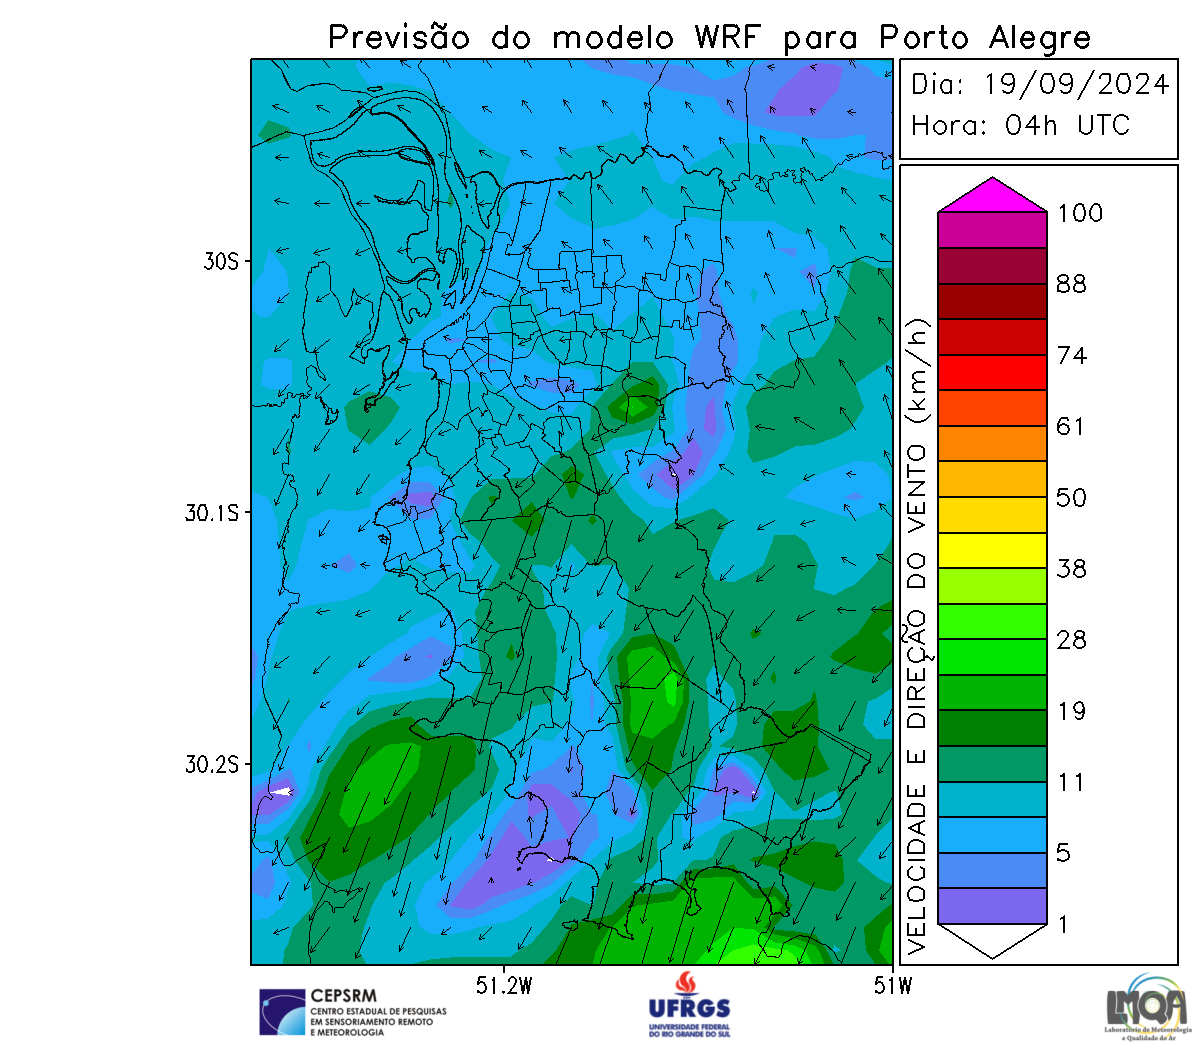 Previsão do modelo WRF para Porto Alegre
Dia: 19/09/2024
Hora: 04h UTC
30S
30.1S
30.2S
51.2W
51W
VELOCIDADE E DIREÇÃO DO VENTO (km/h)
100
88
74
61
50
38
28
19
11
5
1
CEPSRM
CENTRO ESTADUAL DE PESQUISAS
EM SENSORIAMENTO REMOTO
E METEOROLOGIA
UFRGS
UNIVERSIDADE FEDERAL
DO RIO GRANDE DO SUL
LMQA
Laboratório de Meteorologia
e Qualidade do Ar